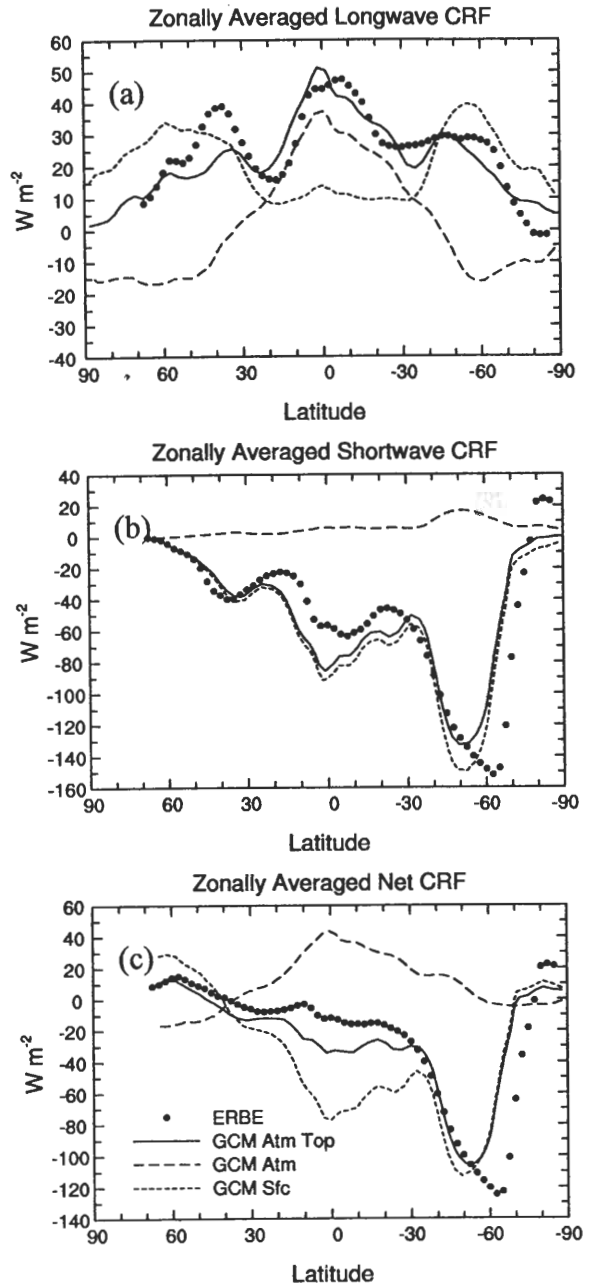 Zonally Averaged Longwave CRF
(a)
60
50
40
30
20
10
0
-10
-20
-30
-40
W m-2
90 60 30 0 -30 -60 -90
Latitude
Zonally Averaged Shortwave CRF
(b)
40
20
0
-20
-40
-60
-80
-100
-120
-140
-160
W m-2
90 60 30 0 -30 -60 -90
Latitude
Zonally Averaged Net CRF
(c)
60
40
20
0
-20
-40
-60
-80
-100
-120
-140
W m-2
ERBE
GCM Atm Top
GCM Atm
GCM Sfc
90 60 30 0 -30 -60 -90
Latitude